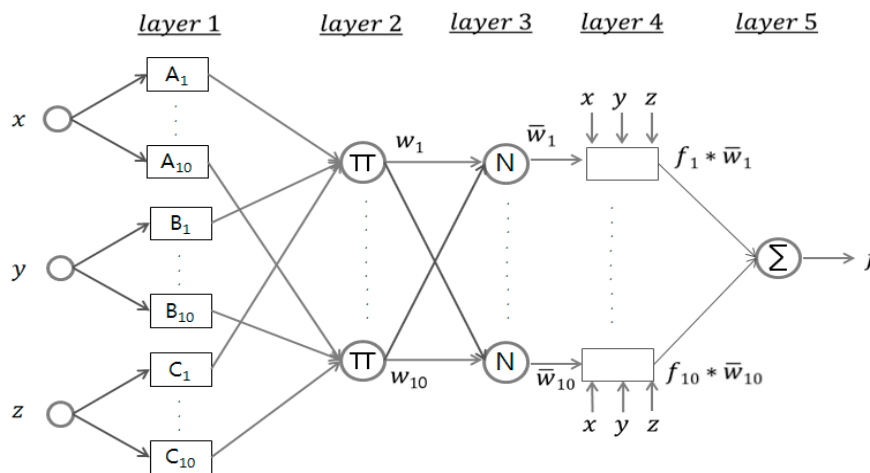 layer 1 layer 2 layer 3 layer 4 layer 5
A₁
x y z
x
w₁ w̅₁
A₁₀ Π N f₁ * w̅₁
B₁
y Σ
B₁₀
Π N
C₁ w₁₀ w̅₁₀ f₁₀ * w̅₁₀
z x y z
C₁₀